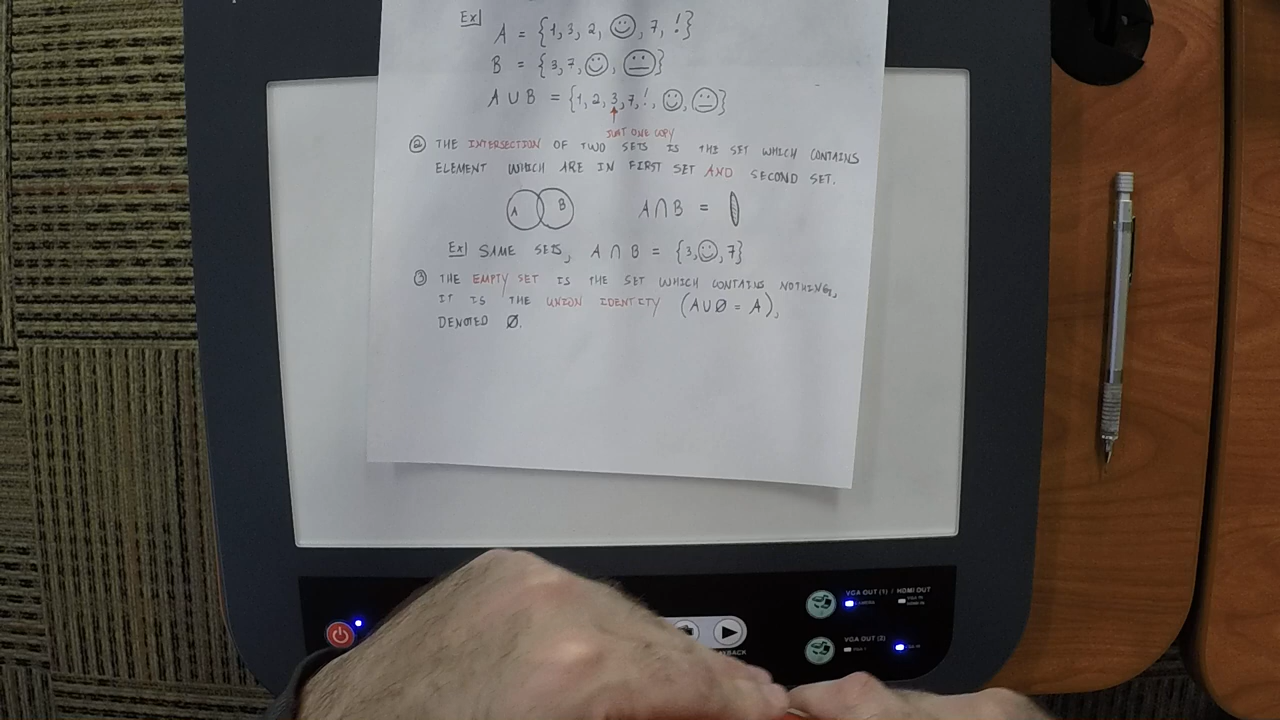 Ex|
A = {1, 3, 2, ☺, 7, !}
B = {3, 7, ☺, 😐}
A ∪ B = {1, 2, 3, 7, !, ☺, 😐}
↑
JUST ONE COPY
② THE INTERSECTION OF TWO SETS IS THE SET WHICH CONTAINS
ELEMENT WHICH ARE IN FIRST SET AND SECOND SET.
A B A ∩ B =
Ex| SAME SETS, A ∩ B = {3, ☺, 7}
③ THE EMPTY SET IS THE SET WHICH CONTAINS NOTHING,
IT IS THE UNION IDENTITY (A∪Ø = A),
DENOTED Ø.
VGA OUT (1) / HDMI OUT
VGA OUT (2)